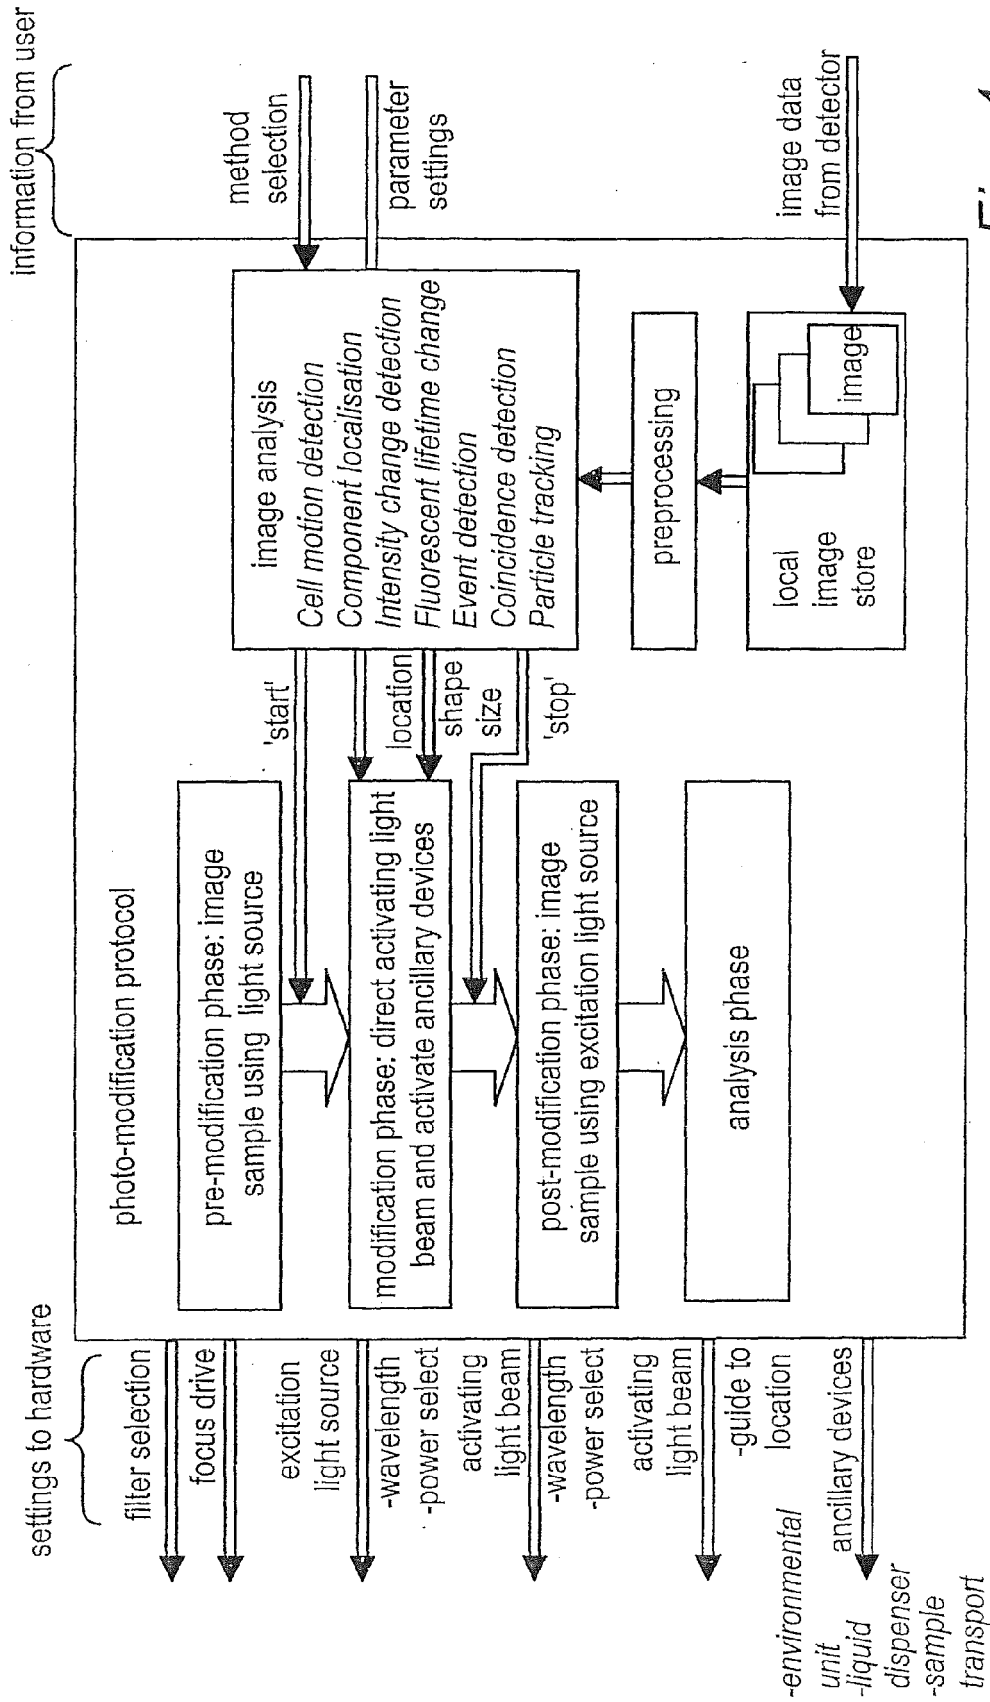 settings to hardware
information from user
filter selection
focus drive
excitation
light source
-wavelength
-power select
activating
light beam
-wavelength
-power select
activating
light beam
-guide to
location
ancillary devices
-environmental
unit
-liquid
dispenser
-sample
transport
photo-modification protocol
pre-modification phase: image
sample using light source
modification phase: direct activating light
beam and activate ancillary devices
post-modification phase: image
sample using excitation light source
analysis phase
'start'
location
shape
size
'stop'
image analysis
Cell motion detection
Component localisation
Intensity change detection
Fluorescent lifetime change
Event detection
Coincidence detection
Particle tracking
preprocessing
local
image
store
image
method
selection
parameter
settings
image data
from detector